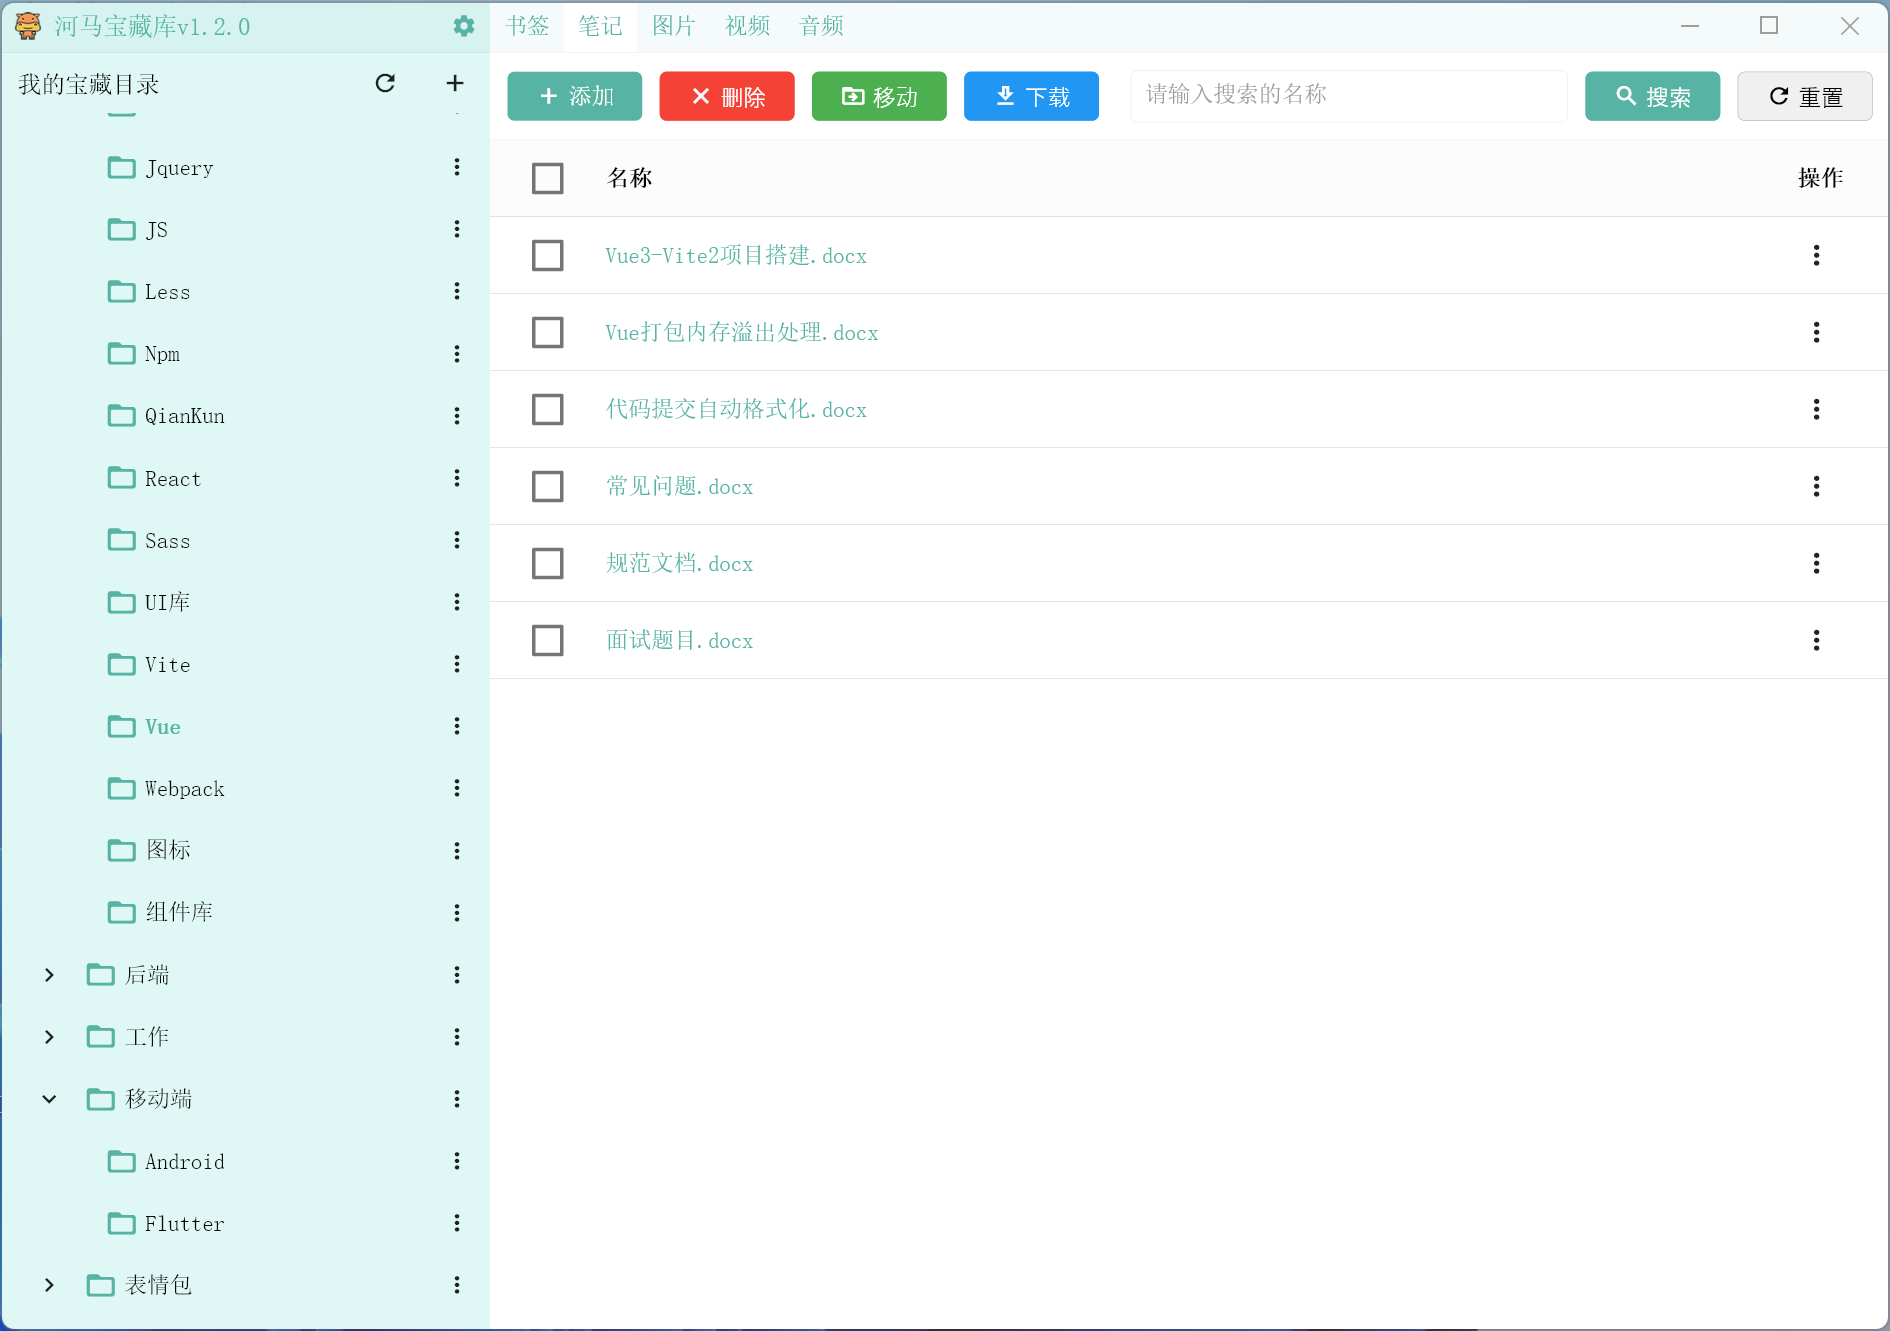 河马宝藏库v1.2.0
书签 笔记 图片 视频 音频
我的宝藏目录
添加 删除 移动 下载 请输入搜索的名称 搜索 重置
Jquery
JS
Less
Npm
QianKun
React
Sass
UI库
Vite
Vue
Webpack
图标
组件库
后端
工作
移动端
Android
Flutter
表情包
名称 操作
Vue3-Vite2项目搭建.docx
Vue打包内存溢出处理.docx
代码提交自动格式化.docx
常见问题.docx
规范文档.docx
面试题目.docx